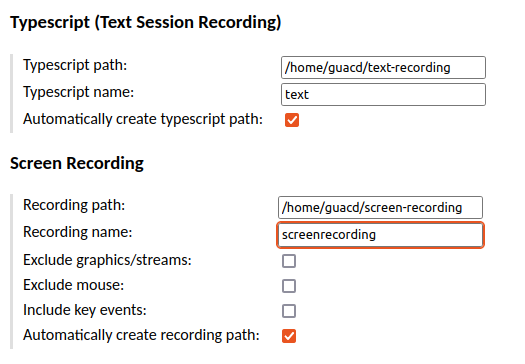 Typescript (Text Session Recording)
Typescript path: /home/guacd/text-recording
Typescript name: text
Automatically create typescript path:
Screen Recording
Recording path: /home/guacd/screen-recording
Recording name: screenrecording
Exclude graphics/streams:
Exclude mouse:
Include key events:
Automatically create recording path: